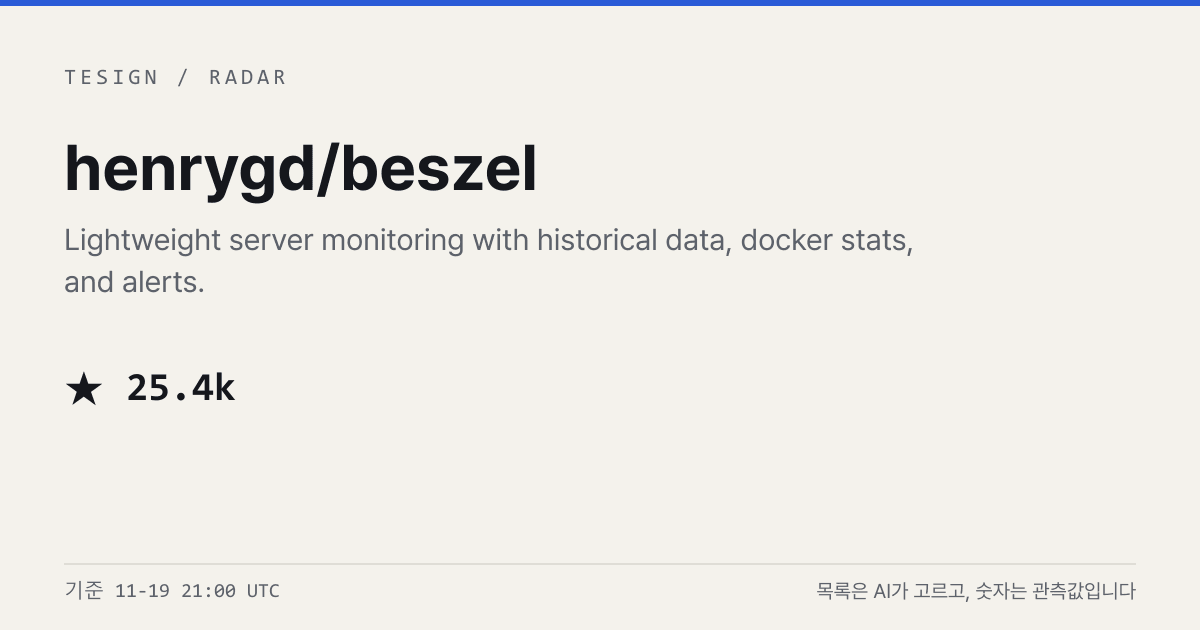 TESIGN / RADAR
henrygd/beszel
Lightweight server monitoring with historical data, docker stats,
and alerts.
★ 25.4k
기준 11-19 21:00 UTC
목록은 AI가 고르고, 숫자는 관측값입니다